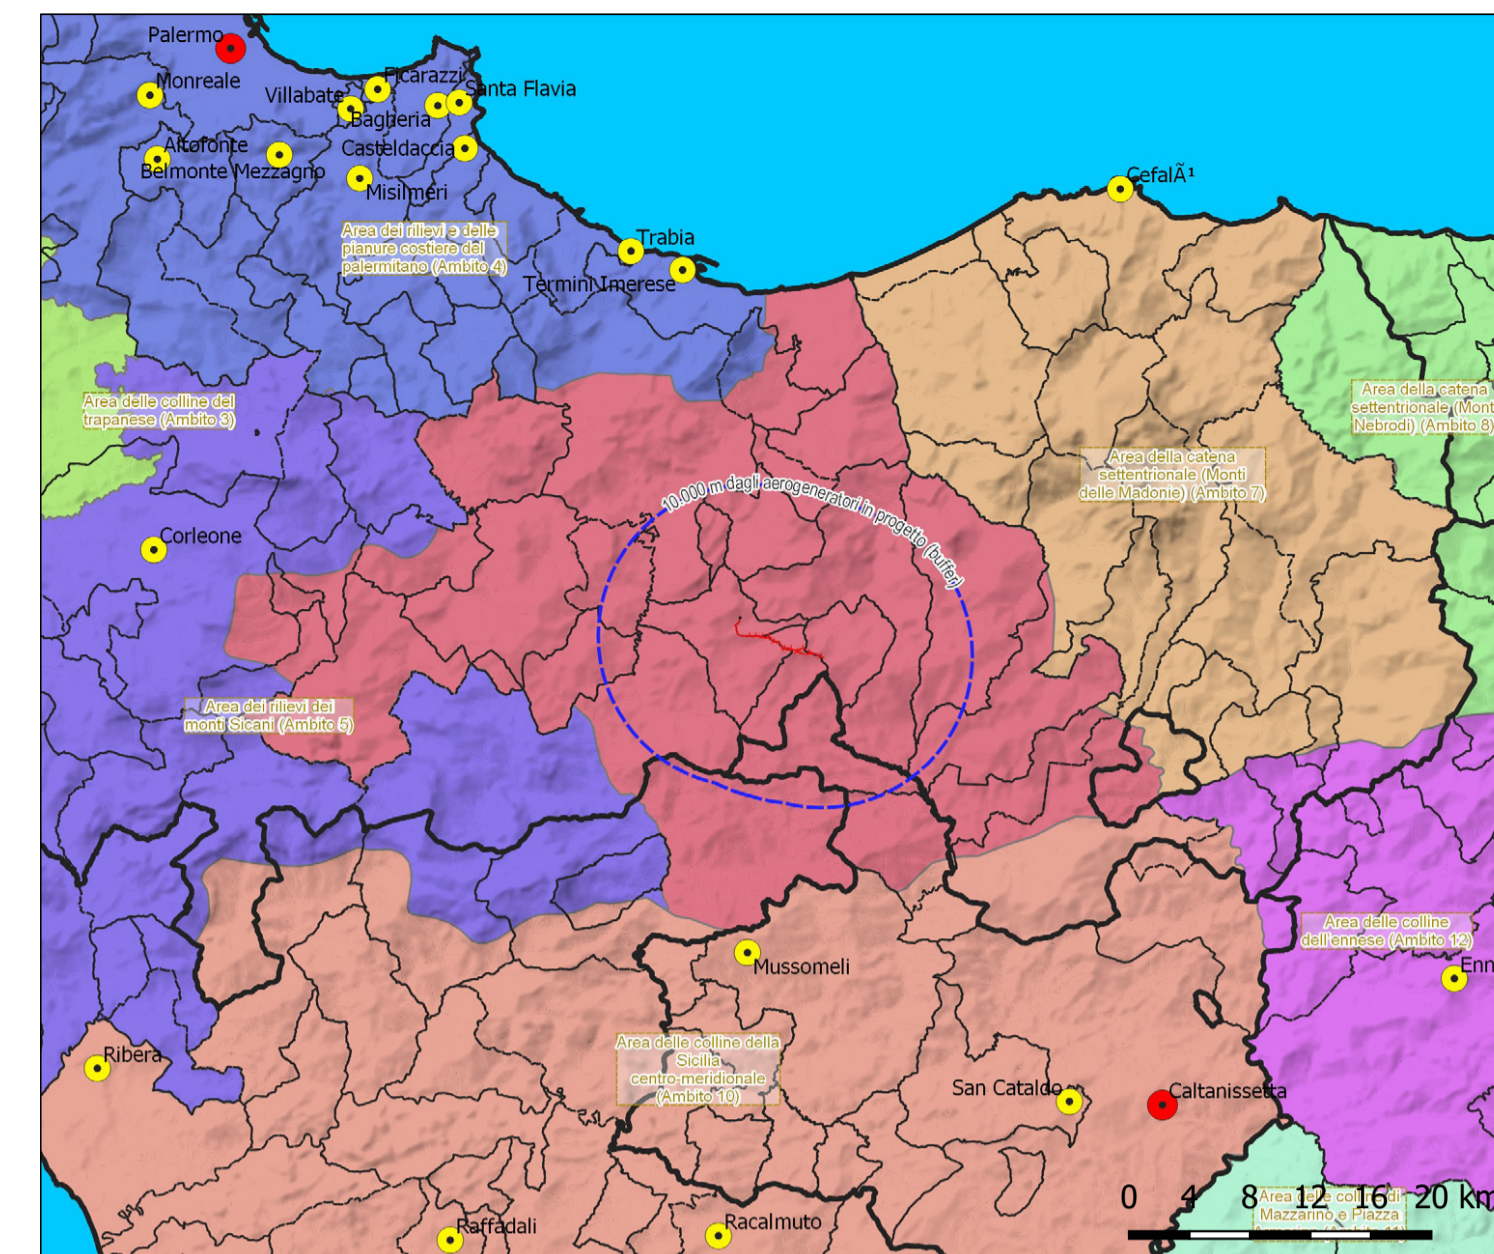 Palermo
Monreale
Ficarazzi
Villabate
Santa Flavia
Bagheria
Altofonte
Casteldaccia
Belmonte Mezzagno
Misilmeri
CefalÃ¹
Area dei rilievi e delle
pianure costiere del
palermitano (Ambito 4)
Trabia
Termini Imerese
Area delle colline del
trapanese (Ambito 3)
Area della catena
settentrionale (Mont
Nebrodi) (Ambito 8)
Area della catena
settentrionale (Monti
delle Madonie) (Ambito 7)
10.000 m dagli aerogeneratori in progetto (buffer)
Corleone
Area dei rilievi dei
monti Sicani (Ambito 5)
Area delle colline
dell'ennese (Ambito 12)
Enn
Mussomeli
Ribera
Area delle colline della
Sicilia
centro-meridionale
(Ambito 10)
San Cataldo
Caltanissetta
0 4 8 12 16 20 km
Area delle colline di
Mazzarino e Piazza
Armerina (Ambito 11)
Raffadali
Racalmuto